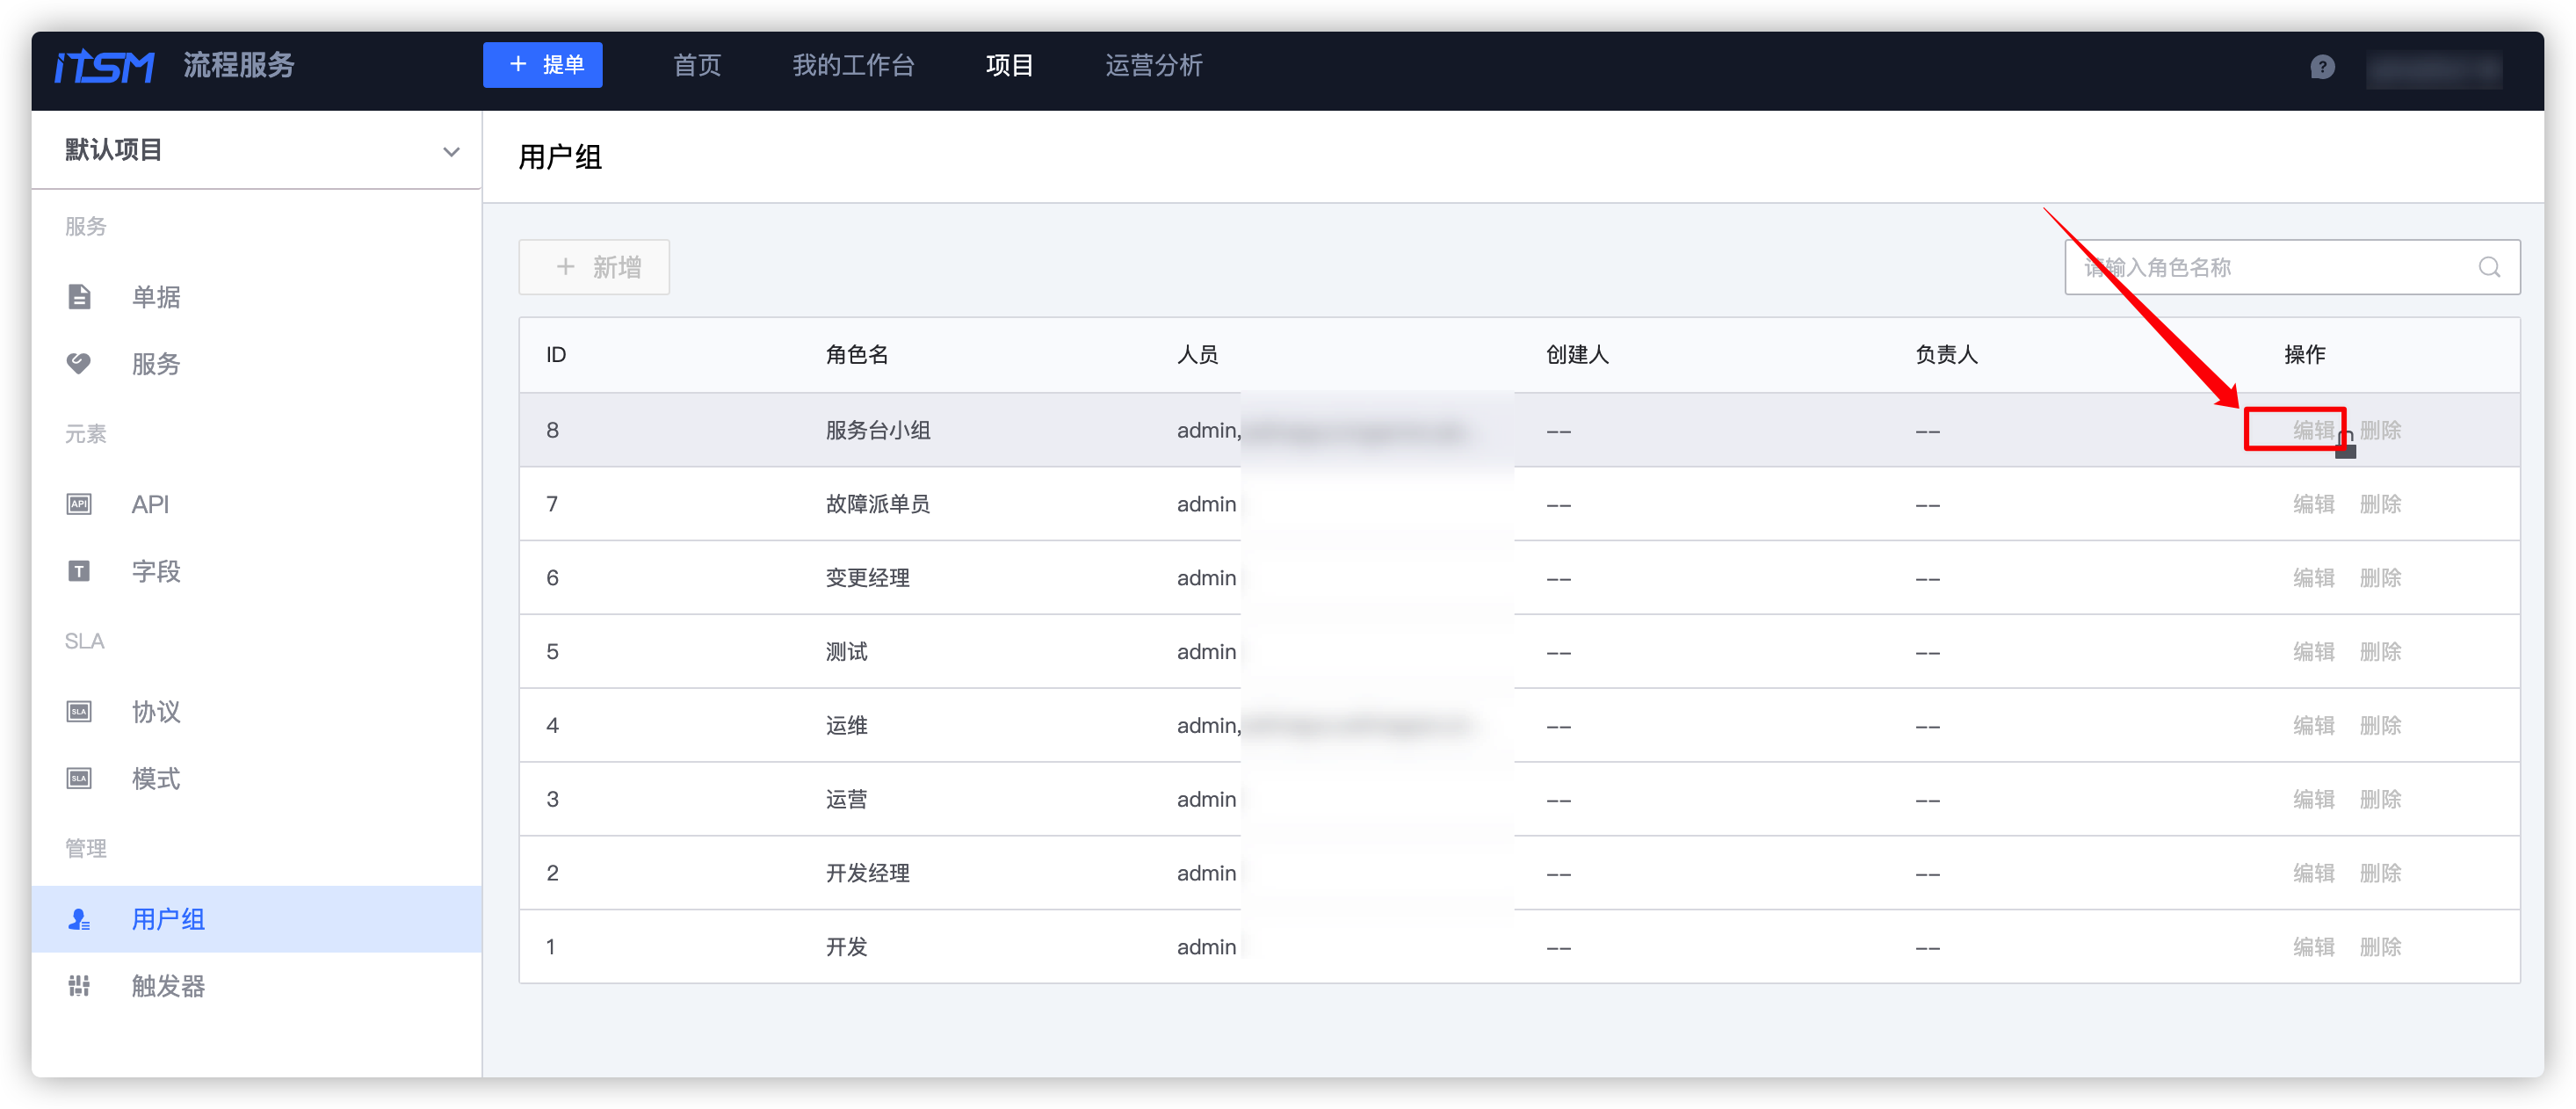 ITSM 流程服务 + 提单 首页 我的工作台 项目 运营分析 ?
默认项目
服务
单据
服务
元素
API API
T 字段
SLA
SLA 协议
SLA 模式
管理
用户组
触发器
用户组
+ 新增
请输入角色名称
ID 角色名 人员 创建人 负责人 操作
8 服务台小组 admin, -- -- 编辑 删除
7 故障派单员 admin -- -- 编辑 删除
6 变更经理 admin -- -- 编辑 删除
5 测试 admin -- -- 编辑 删除
4 运维 admin, -- -- 编辑 删除
3 运营 admin -- -- 编辑 删除
2 开发经理 admin -- -- 编辑 删除
1 开发 admin -- -- 编辑 删除